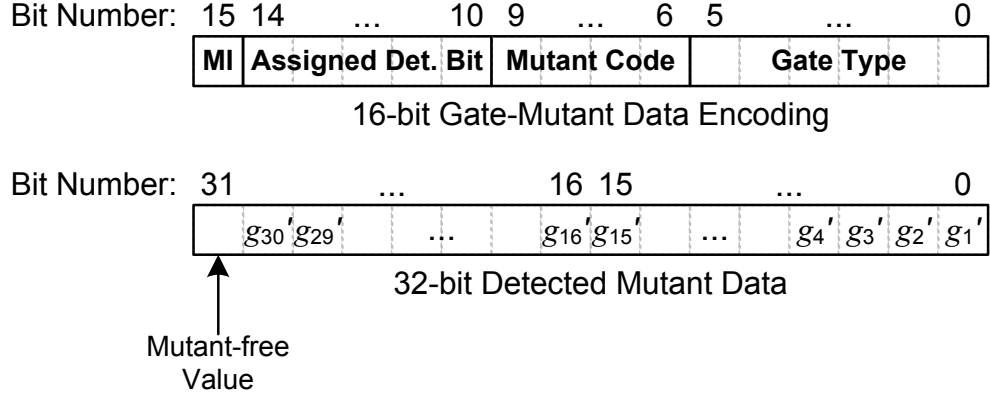 Bit Number: 15 14 ... 10 9 ... 6 5 ... 0
MI Assigned Det. Bit Mutant Code Gate Type
16-bit Gate-Mutant Data Encoding
Bit Number: 31 ... 16 15 ... 0
g30' g29' ... g16' g15' ... g4' g3' g2' g1'
32-bit Detected Mutant Data
Mutant-free
Value